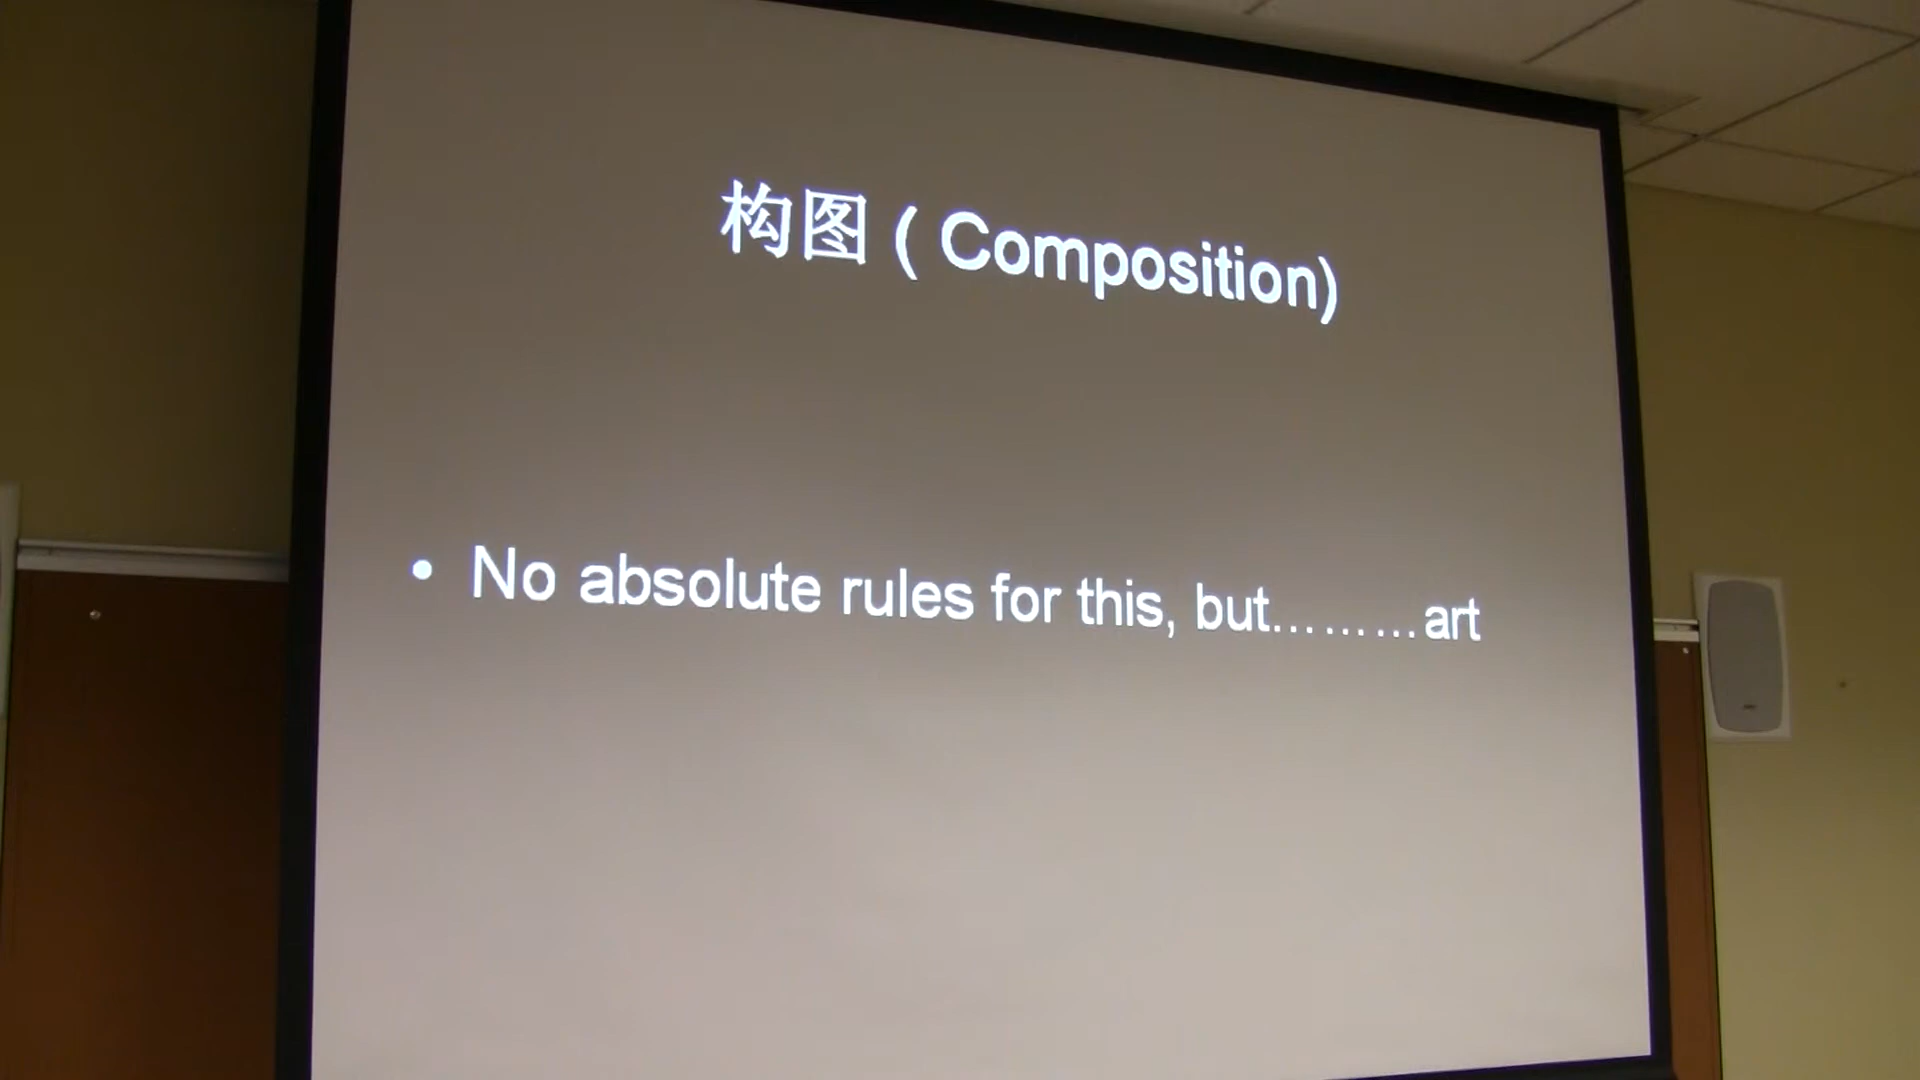 构图 ( Composition)
• No absolute rules for this, but………art